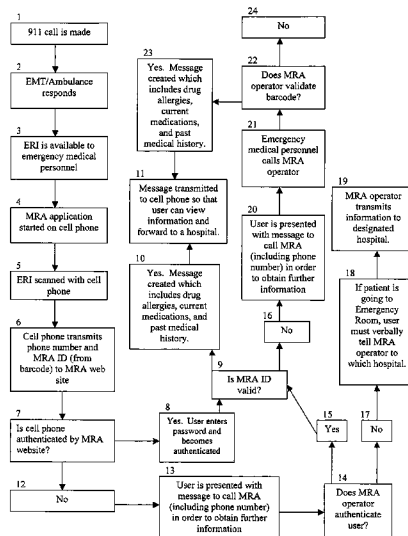 1
911 call is made
2
EMT/Ambulance
responds
3
ERI is available to
emergency medical
personnel
4
MRA application
started on cell phone
5
ERI scanned with cell
phone
6
Cell phone transmits
phone number and
MRA ID (from
barcode) to MRA web
site
7
Is cell phone
authenticated by MRA
website?
12
No
8
Yes. User enters
password and
becomes
authenticated
13
User is presented with
message to call MRA
(including phone number)
in order to obtain further
information
14
Does MRA
operator
authenticate
user?
15
Yes
17
No
18
If patient is
going to
Emergency
Room, user
must verbally
tell MRA
operator to
which hospital.
19
MRA operator
transmits
information to
designated
hospital.
9
Is MRA ID
valid?
10
Yes. Message
created which
includes drug
allergies, current
medications, and
past medical
history.
11
Message transmitted
to cell phone so that
user can view
information and
forward to a hospital.
16
No
20
User is presented
with message to
call MRA
(including phone
number) in order
to obtain further
information
21
Emergency
medical personnel
calls MRA
operator
22
Does MRA
operator validate
barcode?
23
Yes. Message
created which
includes drug
allergies,
current
medications,
and past
medical history.
24
No